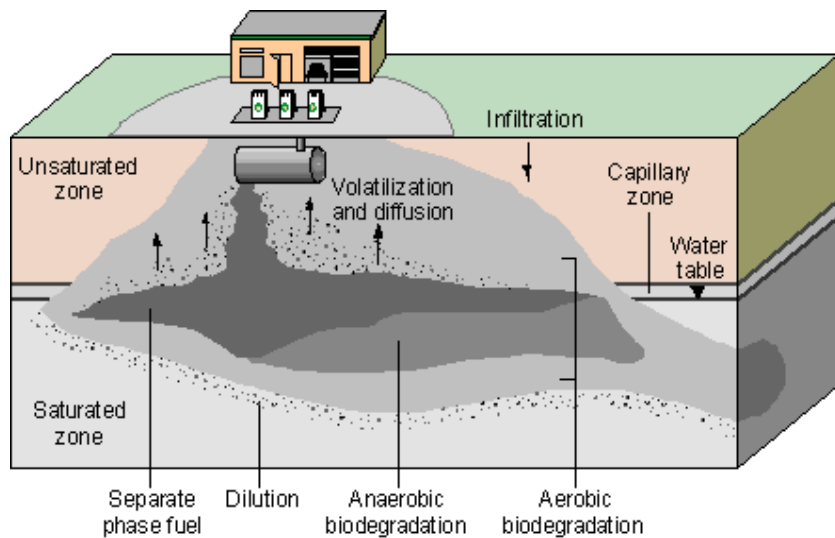 Infiltration
Unsaturated
zone
Capillary
zone
Volatilization
and diffusion
Water
table
Saturated
zone
Separate
phase fuel
Dilution
Anaerobic
biodegradation
Aerobic
biodegradation